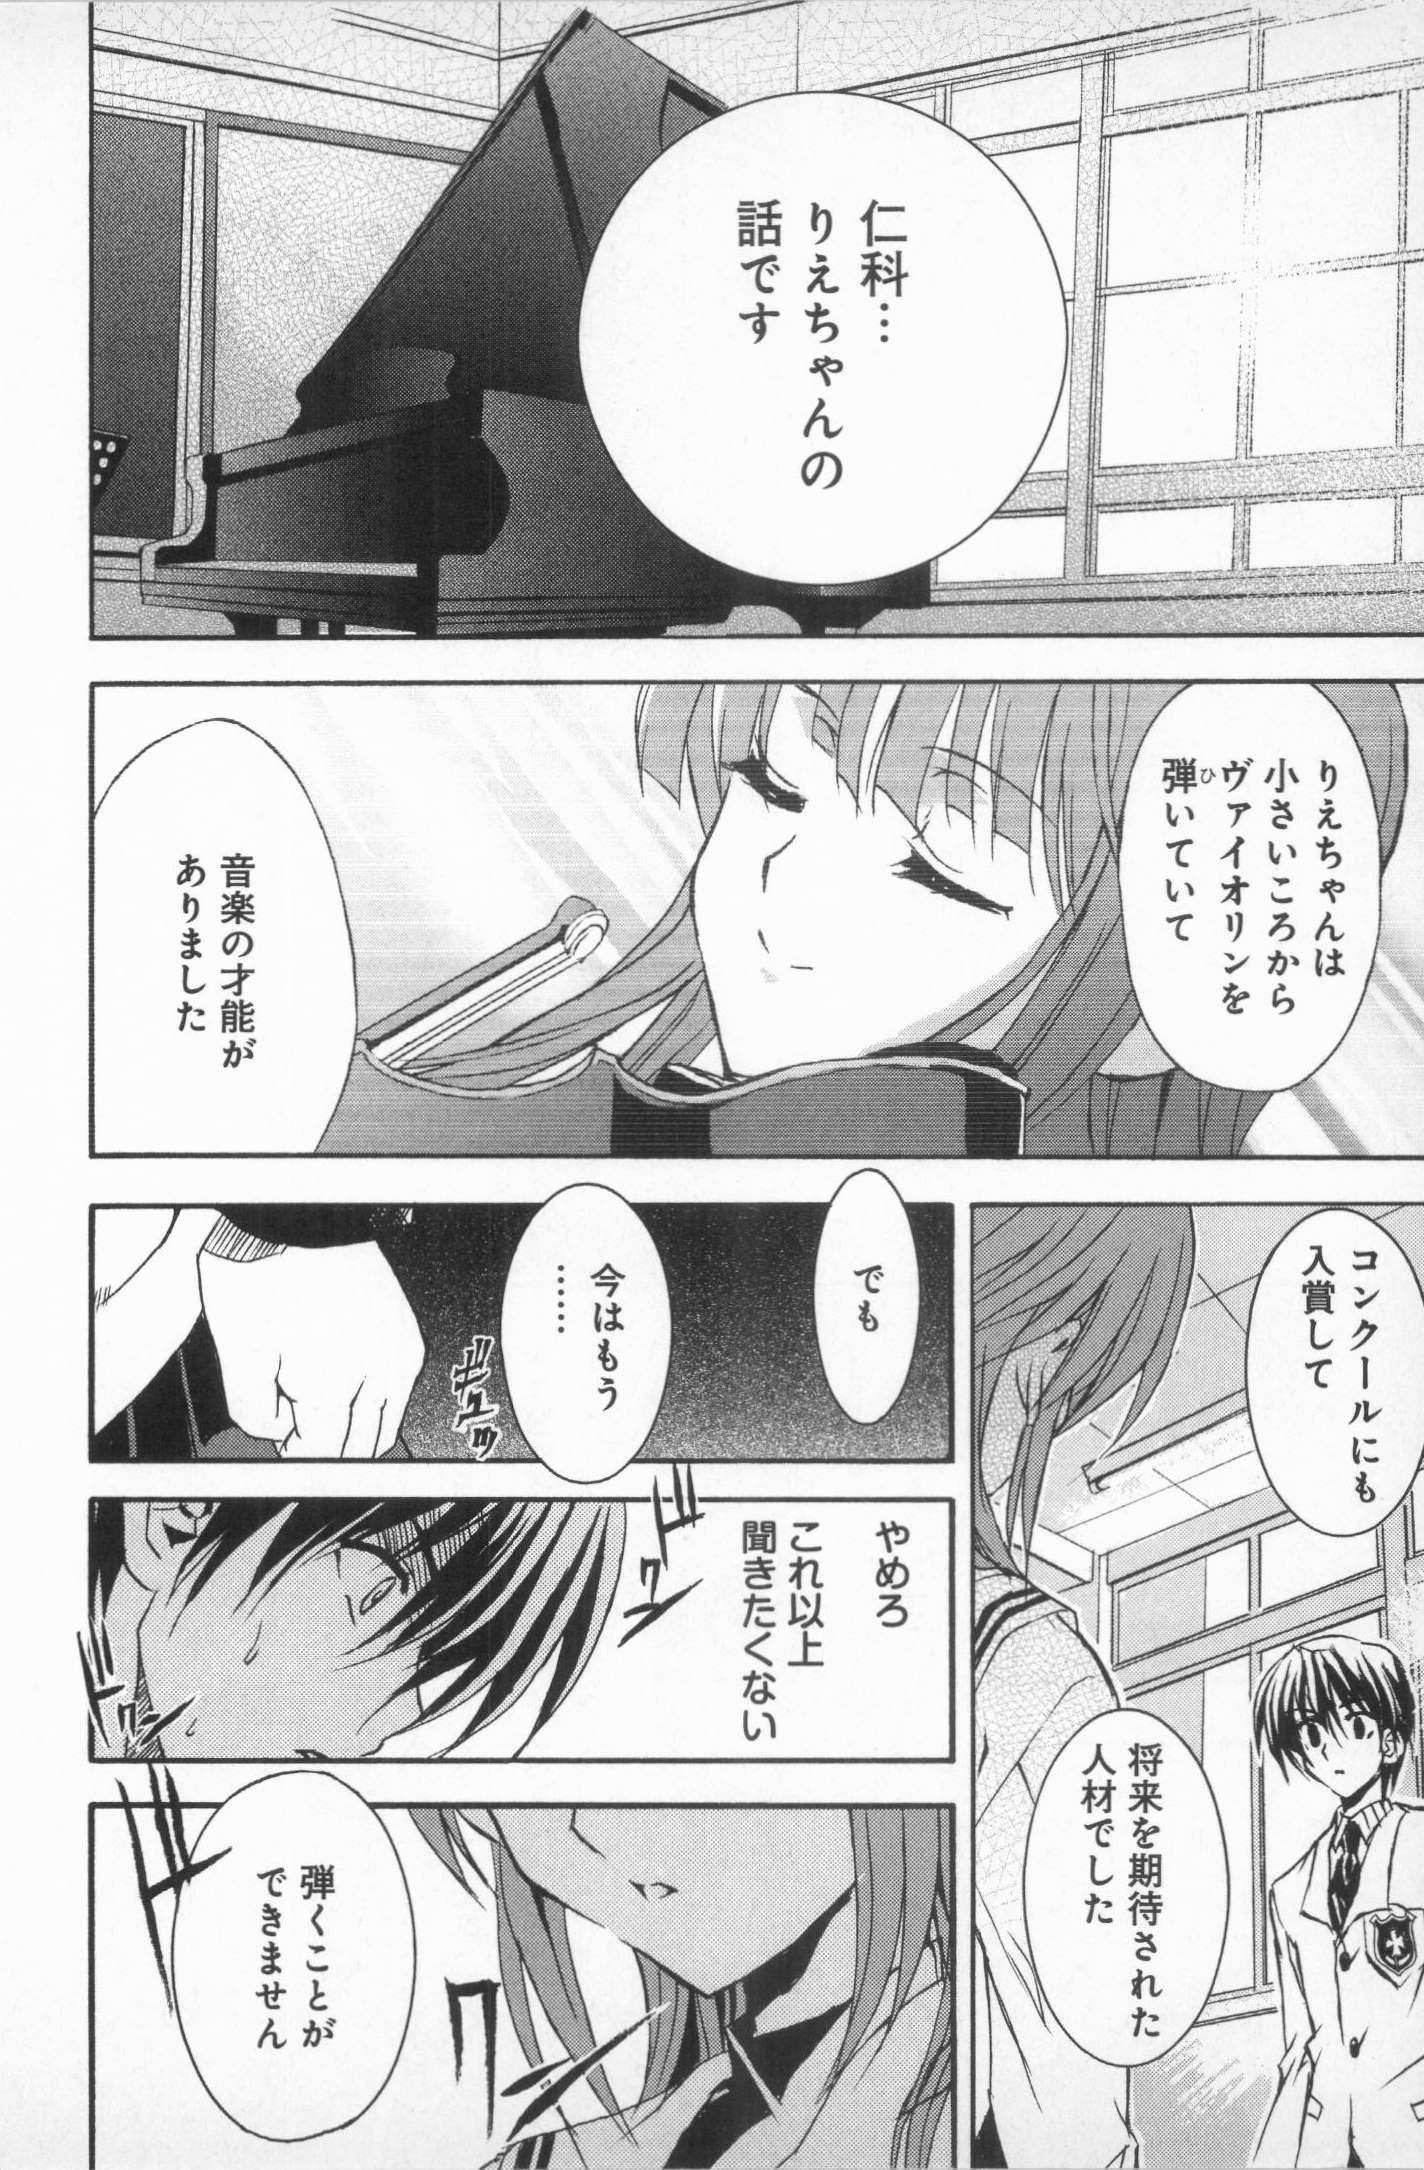 仁科…
りえちゃんの
話です
りえちゃんは
小さいころから
ヴァイオリンを
弾いていて
ひ
音楽の才能が
ありました
コンクールにも
入賞して
将来を期待された
人材でした
でも
今はもう
……
ギュッ
やめろ
これ以上
聞きたくない
ドクン
ドクン
弾くことが
できません
ドクン